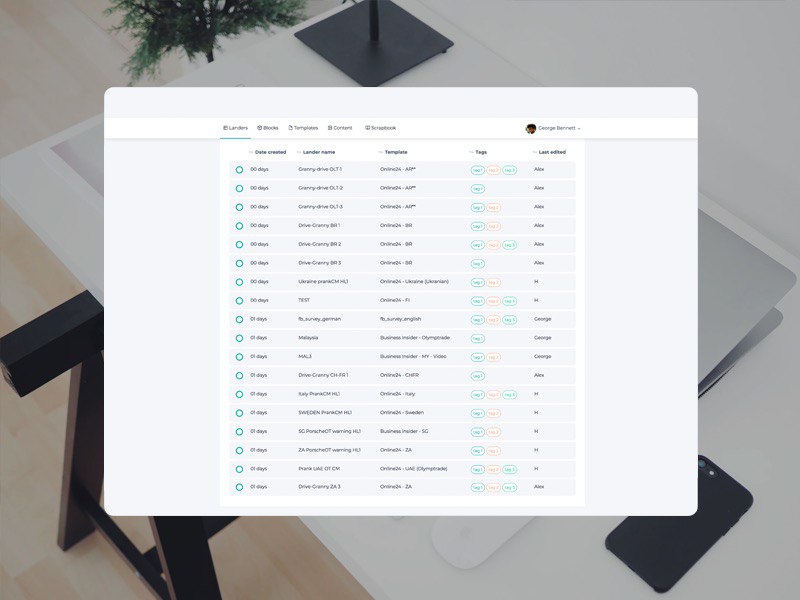 Landers Blocks Templates Content Scrapbook George Bennett
Date created Lander name Template Tags Last edited
00 days Granny-drive OLT-1 Online24 - AR** tag 1 tag 2 tag 3 Alex
00 days Granny-drive OLT-2 Online24 - AR** tag 1 Alex
00 days Granny-drive OLT-3 Online24 - AR** tag 1 tag 2 Alex
00 days Drive-Granny BR 1 Online24 - BR tag 1 tag 2 Alex
00 days Drive-Granny BR 2 Online24 - BR tag 1 tag 2 tag 3 Alex
00 days Drive-Granny BR 3 Online24 - BR tag 1 Alex
00 days Ukraine prankCM HL1 Online24 - Ukraine (Ukranian) tag 1 tag 2 H
00 days TEST Online24 - FI tag 1 tag 2 tag 3 H
01 days fb_survey_german fb_survey_english tag 1 tag 2 tag 3 George
01 days Malaysia Business Insider - Olymptrade tag 1 George
01 days MAL3 Business Insider - MY - Video tag 1 tag 2 George
01 days Drive-Granny CH-FR 1 Online24 - CHFR tag 1 Alex
01 days Italy PrankCM HL1 Online24 - Italy tag 1 tag 2 tag 3 H
01 days SWEDEN PrankCM HL1 Online24 - Sweden tag 1 tag 2 H
01 days SG PorscheOT warning HL1 Business insider - SG tag 1 tag 2 H
01 days ZA PorscheOT warning HL1 Online24 - ZA tag 1 tag 2 H
01 days Prank UAE OT CM Online24 - UAE (Olymptrade) tag 1 tag 2 tag 3 H
01 days Drive-Granny ZA 3 Online24 - ZA tag 1 tag 2 tag 3 Alex